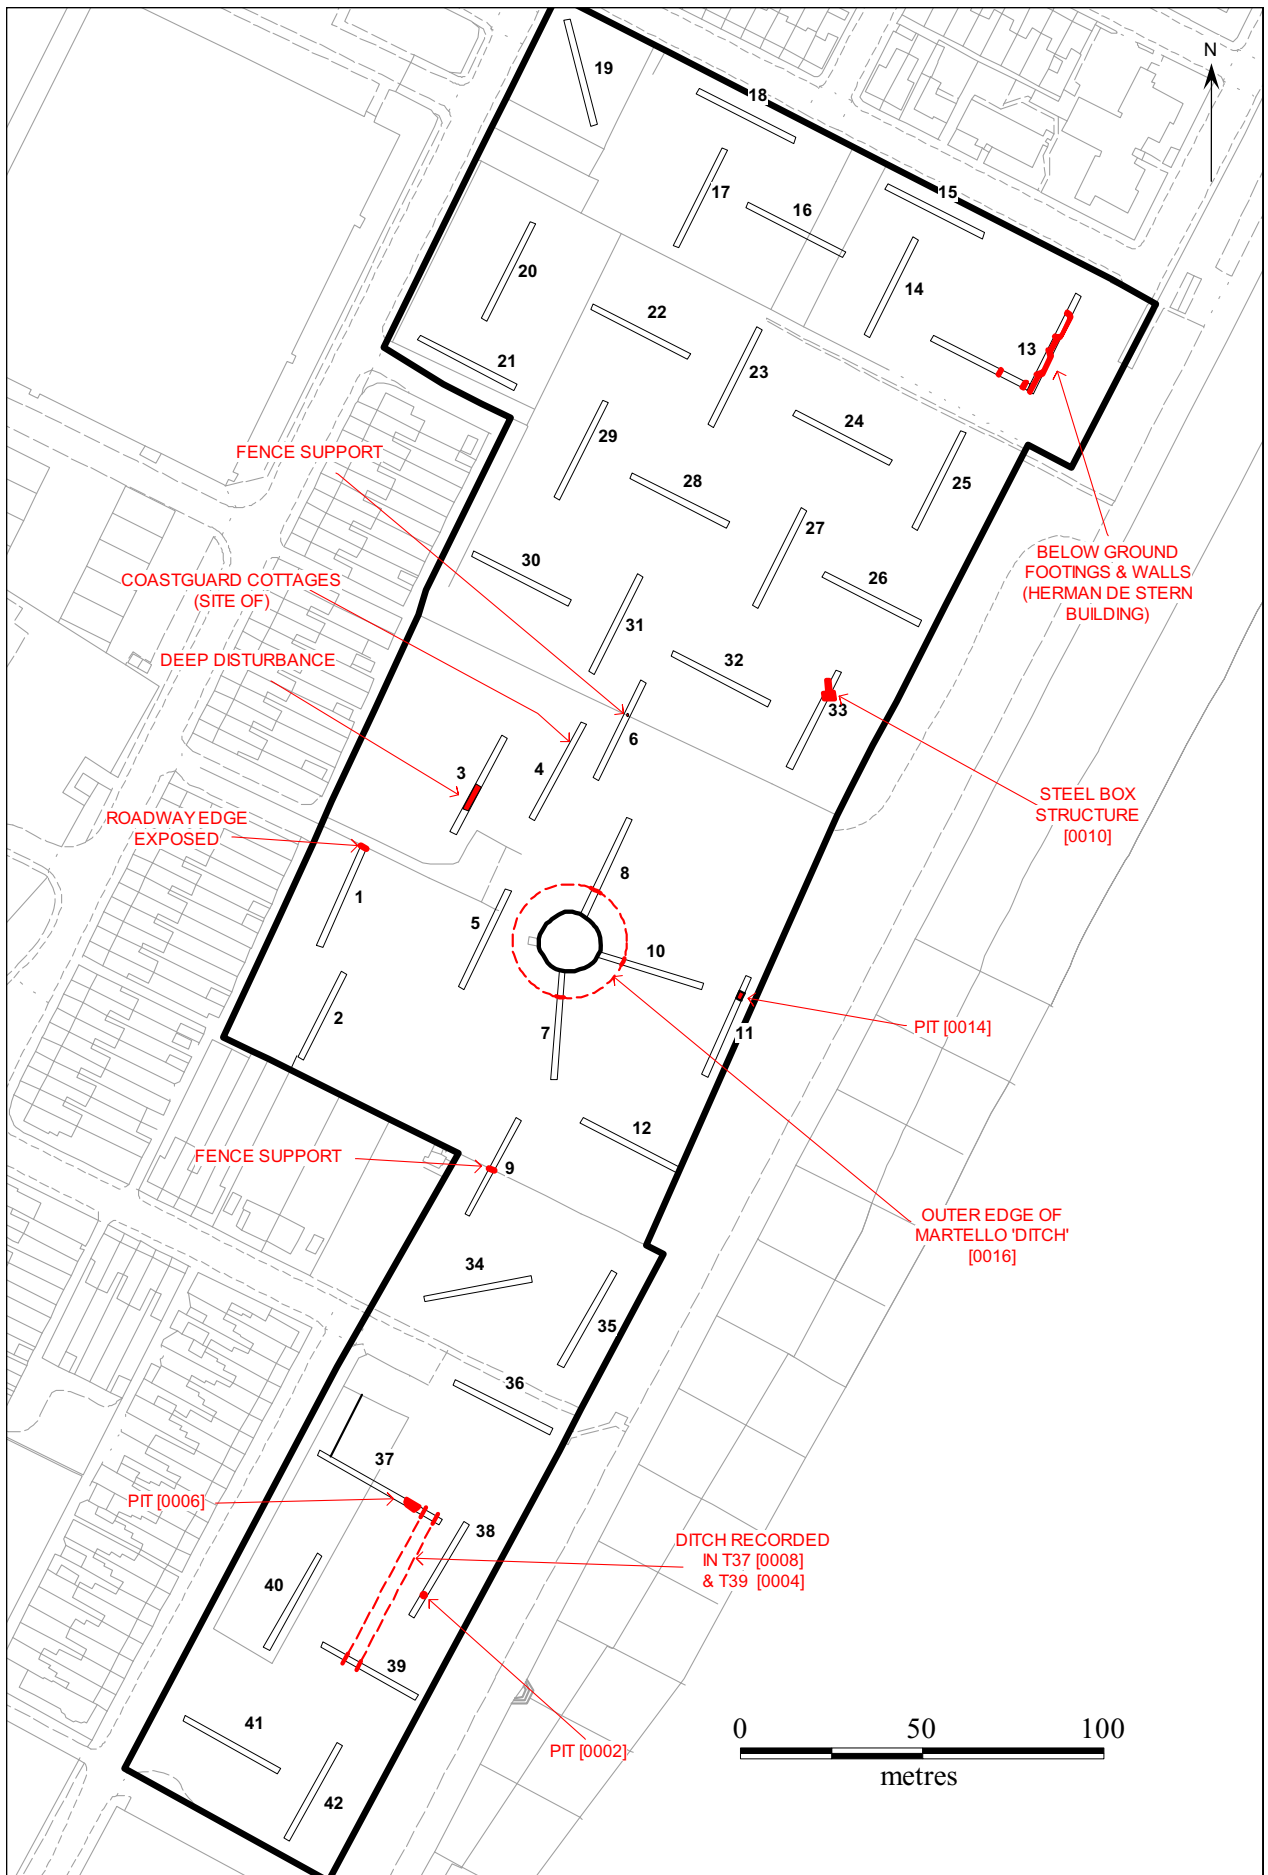 N
19
18
17
16
15
20
14
22
13
21
23
24
29
25
28
27
FENCE SUPPORT
30
26
BELOW GROUND
FOOTINGS & WALLS
(HERMAN DE STERN
BUILDING)
COASTGUARD COTTAGES
(SITE OF)
31
32
DEEP DISTURBANCE
33
6
3
4
STEEL BOX
STRUCTURE
[0010]
ROADWAY EDGE
EXPOSED
8
1
5
10
2
7
11
PIT [0014]
12
FENCE SUPPORT
9
OUTER EDGE OF
MARTELLO 'DITCH'
[0016]
34
35
36
37
PIT [0006]
38
DITCH RECORDED
IN T37 [0008]
& T39 [0004]
40
39
41
PIT [0002]
42
0 50 100
metres